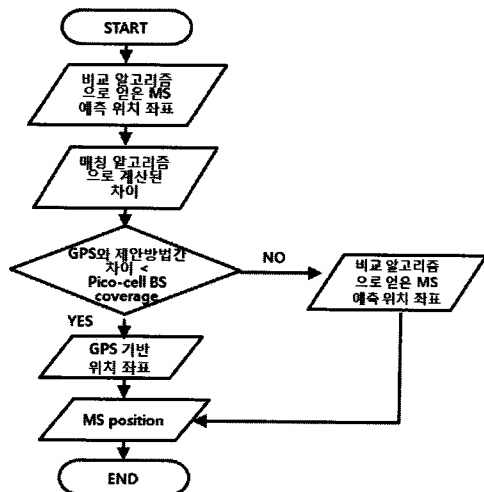 START
비교 알고리즘
으로 얻은 MS
예측 위치 좌표
매칭 알고리즘
으로 계산된
차이
GPS와 제안방법간
차이 <
Pico-cell BS
coverage
NO
비교 알고리즘
으로 얻은 MS
예측 위치 좌표
YES
GPS 기반
위치 좌표
MS position
END